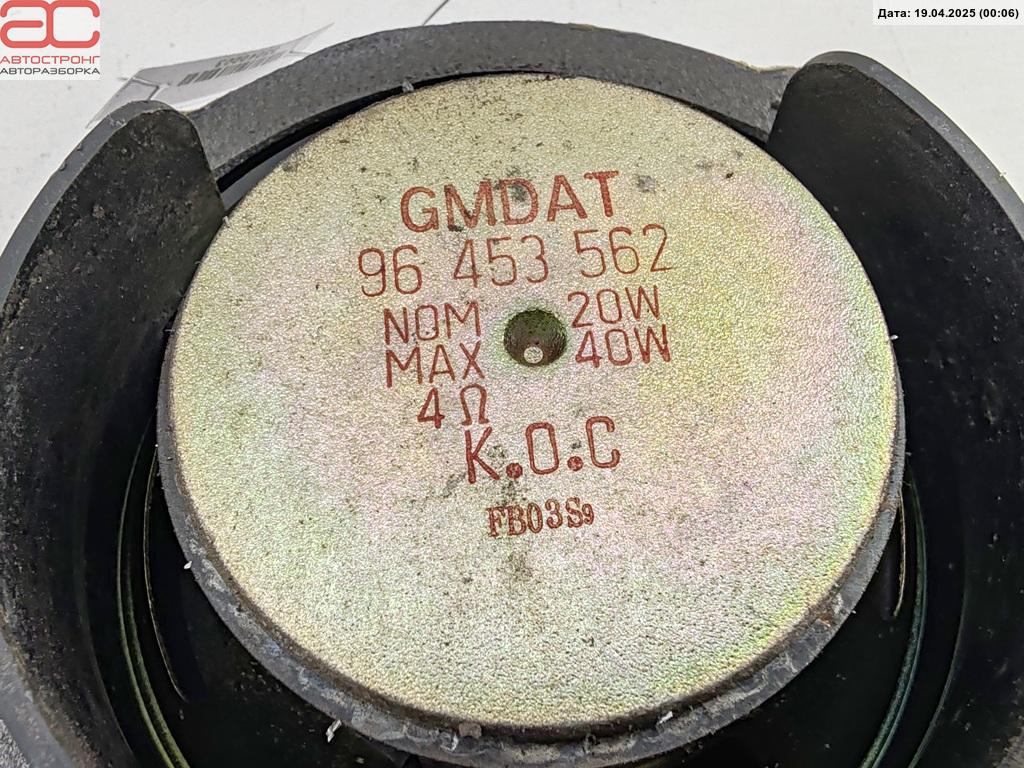 Дата: 19.04.2025 (00:06)
АС
АВТОСТРОНГ
АВТОРАЗБОРКА
GMDAT
96 453 562
NOM 20W
MAX 40W
4 Ω
K.O.C
FB03S9